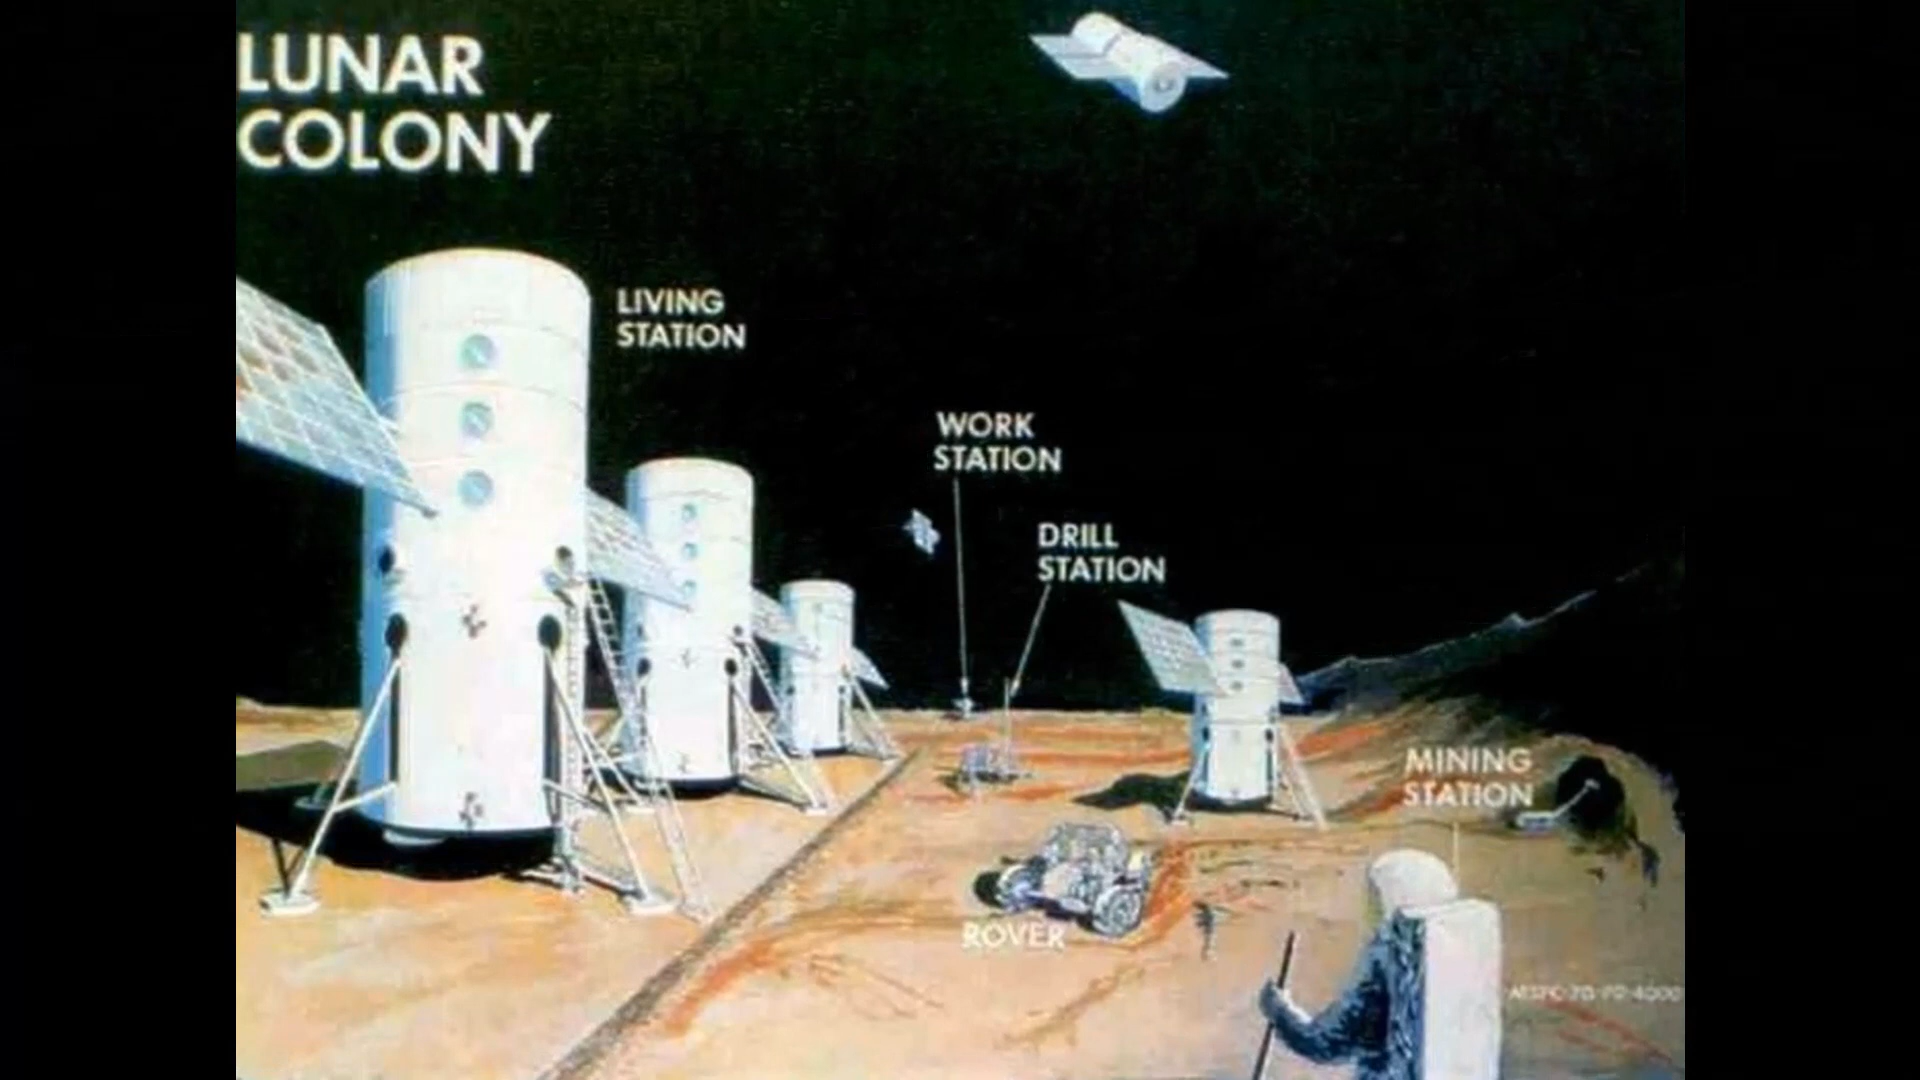 LUNAR
COLONY
LIVING
STATION
WORK
STATION
DRILL
STATION
MINING
STATION
ROVER